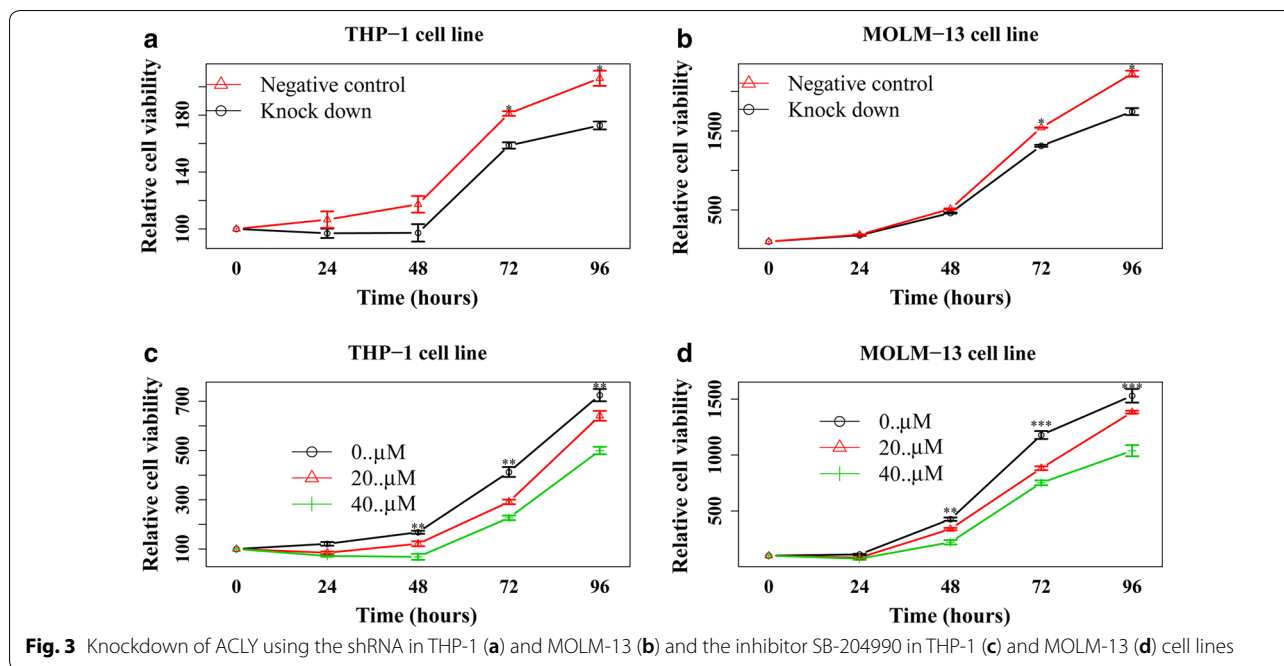 a
THP−1 cell line
Relative cell viability
100 140 180
Negative control
Knock down
*
*
0 24 48 72 96
Time (hours)
b
MOLM−13 cell line
Relative cell viability
500 1500
Negative control
Knock down
*
*
0 24 48 72 96
Time (hours)
c
THP−1 cell line
Relative cell viability
100 300 500 700
0..µM
20..µM
40..µM
**
**
**
0 24 48 72 96
Time (hours)
d
MOLM−13 cell line
Relative cell viability
500 1000 1500
0..µM
20..µM
40..µM
**
***
***
0 24 48 72 96
Time (hours)
Fig. 3 Knockdown of ACLY using the shRNA in THP-1 (a) and MOLM-13 (b) and the inhibitor SB-204990 in THP-1 (c) and MOLM-13 (d) cell lines